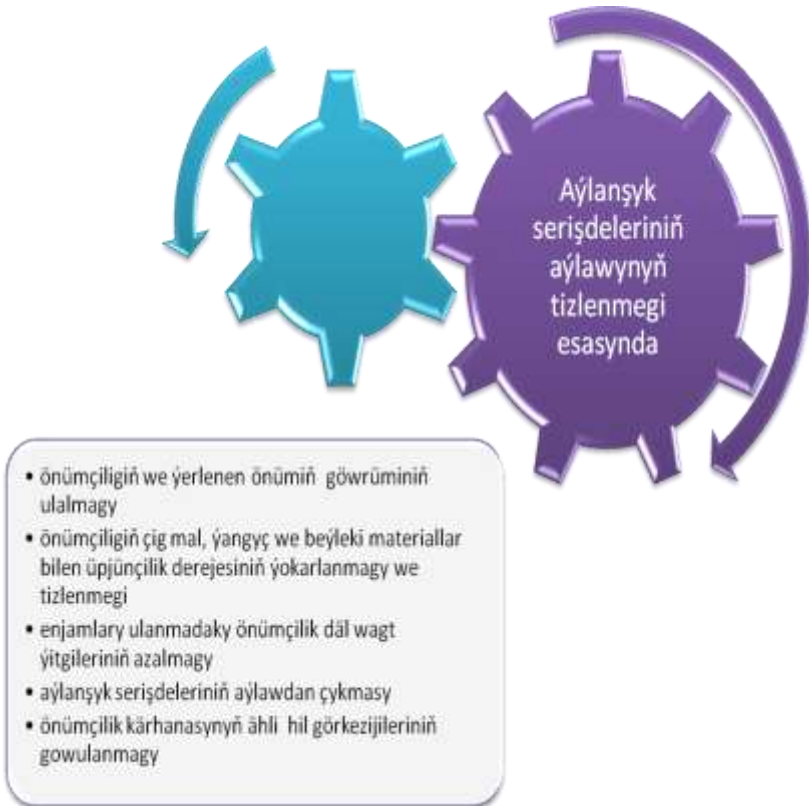 Aýlanşyk
serişdeleriniň
aýlawynyň
tizlenmegi
esasynda
• önümçiligiň we ýerlenen önümiň göwrüminiň
ulalmagy
• önümçiligiň çig mal, ýangyç we beýleki materiallar
bilen üpjünçilik derejesiniň ýokarlanmagy we
tizlenmegi
• enjamlary ulanmadaky önümçilik däl wagt
ýitgileriniň azalmagy
• aýlanşyk serişdeleriniň aýlawdan çykmasy
• önümçilik kärhanasynyň ähli hil görkezijileriniň
gowulanmagy